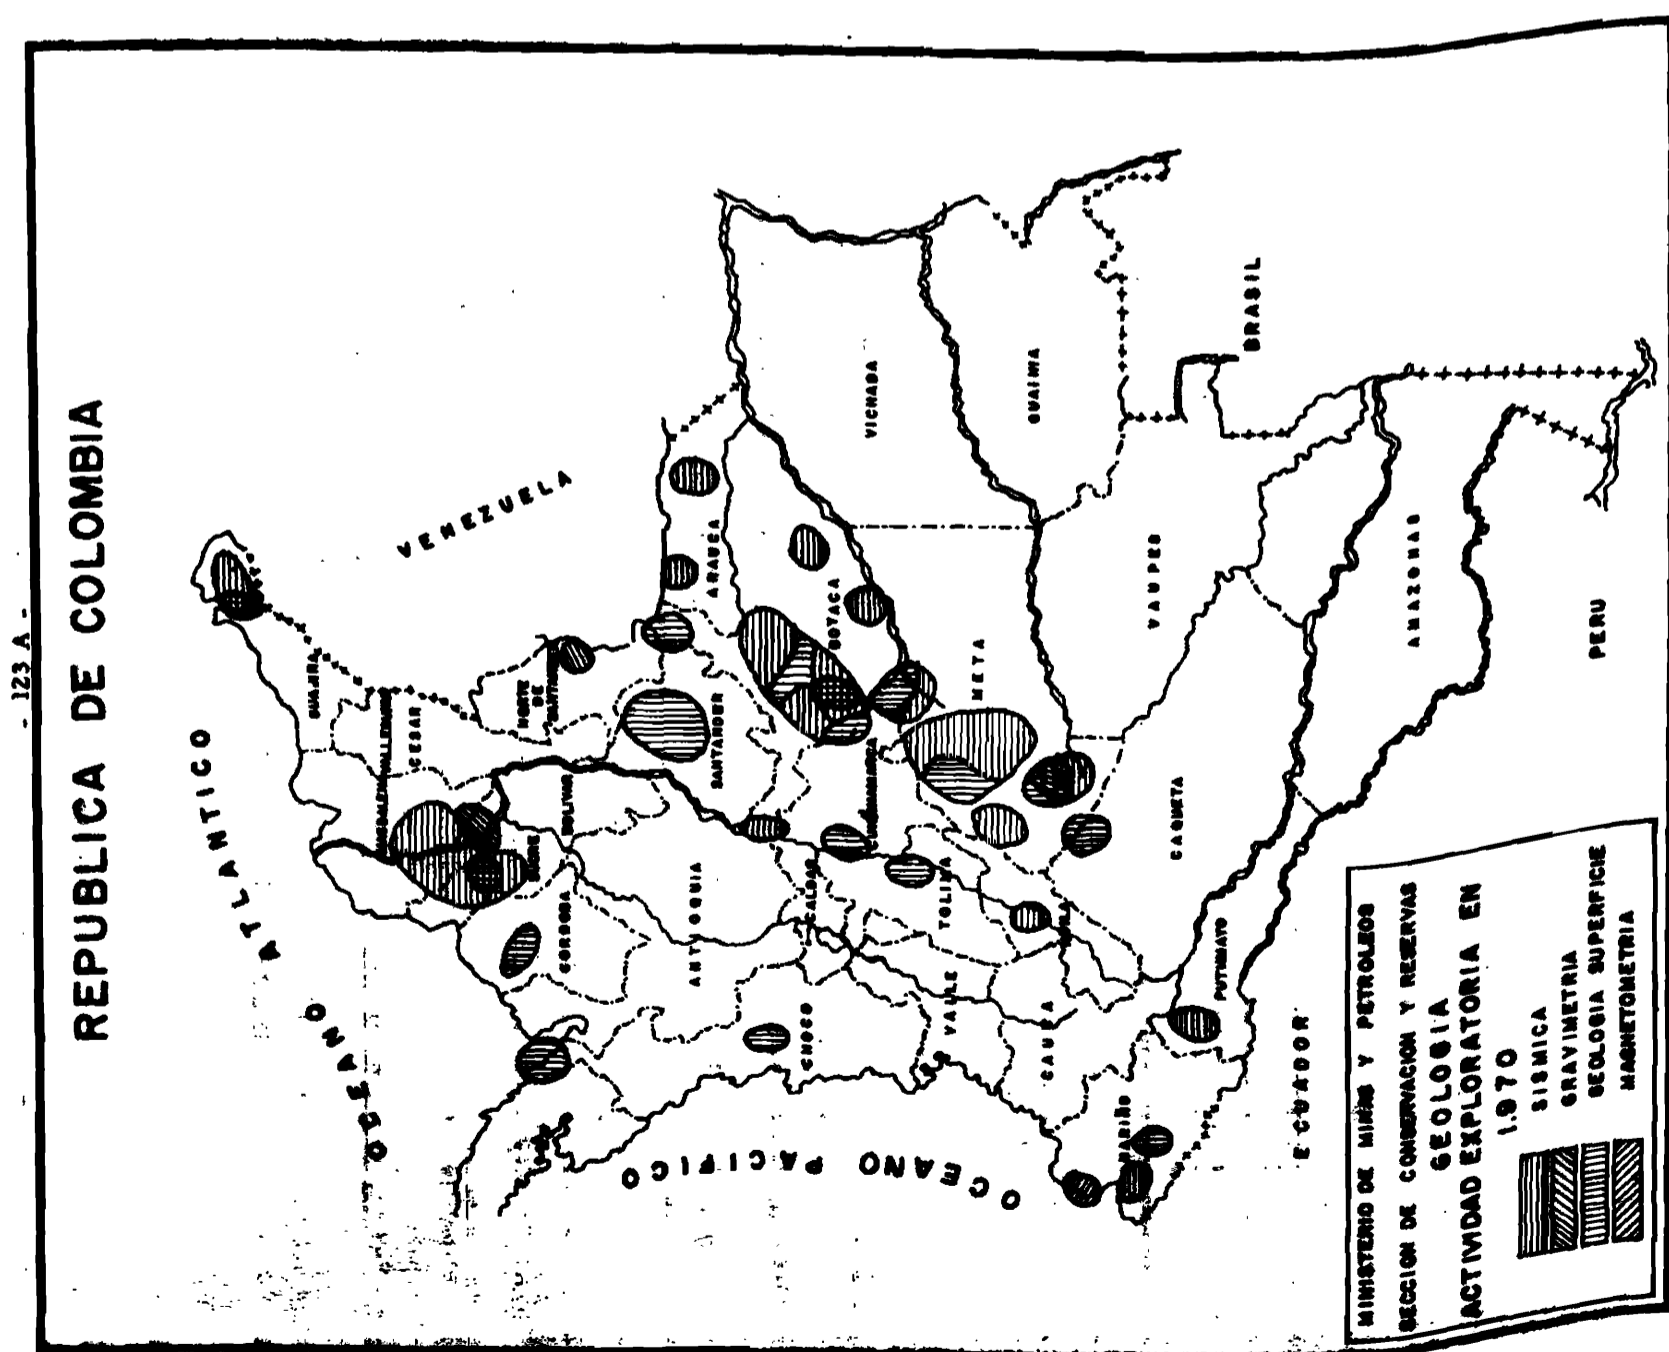 - 123 A -
REPUBLICA DE COLOMBIA
OCEANO ATLANTICO
VENEZUELA
GUAJIRA
CESAR
NORTE
DE
BOLIVAR
SUCRE
CORDOBA
ANTIOQUIA
SANTANDER
ARAUCA
BOYACA
VICHADA
GUAINIA
CUNDINAMARCA
CALDAS
TOLIMA
META
CHOCO
VALLE
CAUCA
VAUPES
CAQUETA
NARIÑO
PUTUMAYO
AMAZONAS
BRASIL
PERU
ECUADOR
OCEANO PACIFICO
MINISTERIO DE MINAS Y PETROLEOS
SECCION DE CONSERVACION Y RESERVAS
GEOLOGIA
ACTIVIDAD EXPLORATORIA EN
1.970
SISMICA
GRAVIMETRIA
GEOLOGIA SUPERFICIE
MAGNETOMETRIA